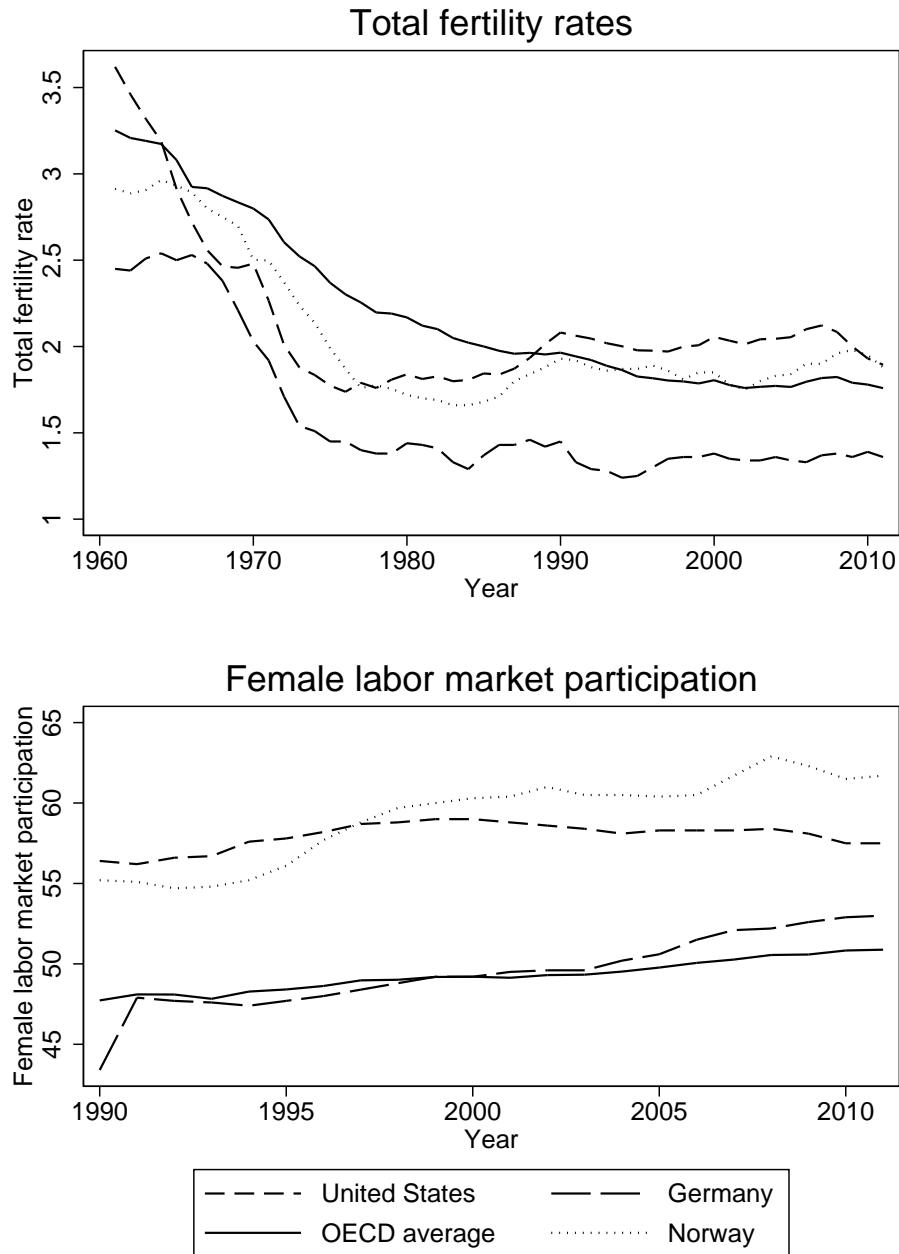 Total fertility rates
Total fertility rate
3.5
3
2.5
2
1.5
1
1960 1970 1980 1990 2000 2010
Year
Female labor market participation
Female labor market participation
65
60
55
50
45
1990 1995 2000 2005 2010
Year
United States Germany
OECD average Norway